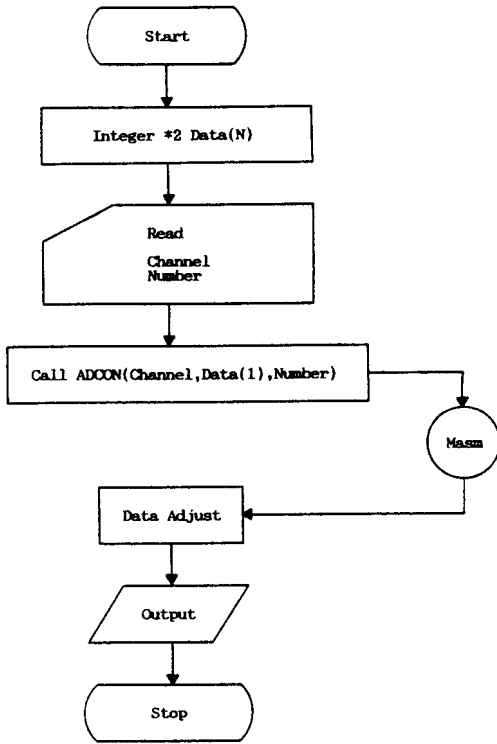 Start
Integer *2 Data(N)
Read
Channel
Number
Call ADCON(Channel,Data(1),Number)
Masm
Data Adjust
Output
Stop